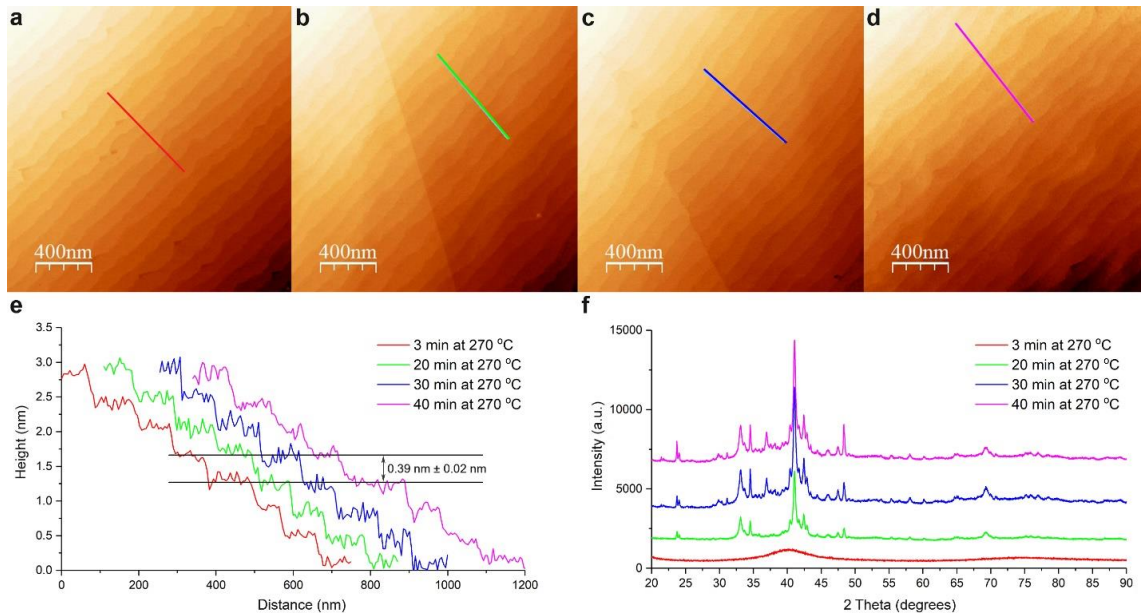 a
b
c
d
400nm
400nm
400nm
400nm
e
3.5
3.0
2.5
2.0
1.5
1.0
0.5
0.0
Height (nm)
0
200
400
600
800
1000
1200
Distance (nm)
3 min at 270 °C
20 min at 270 °C
30 min at 270 °C
40 min at 270 °C
0.39 nm ± 0.02 nm
f
15000
10000
5000
0
Intensity (a.u.)
20 25 30 35 40 45 50 55 60 65 70 75 80 85 90
2 Theta (degrees)
3 min at 270 °C
20 min at 270 °C
30 min at 270 °C
40 min at 270 °C